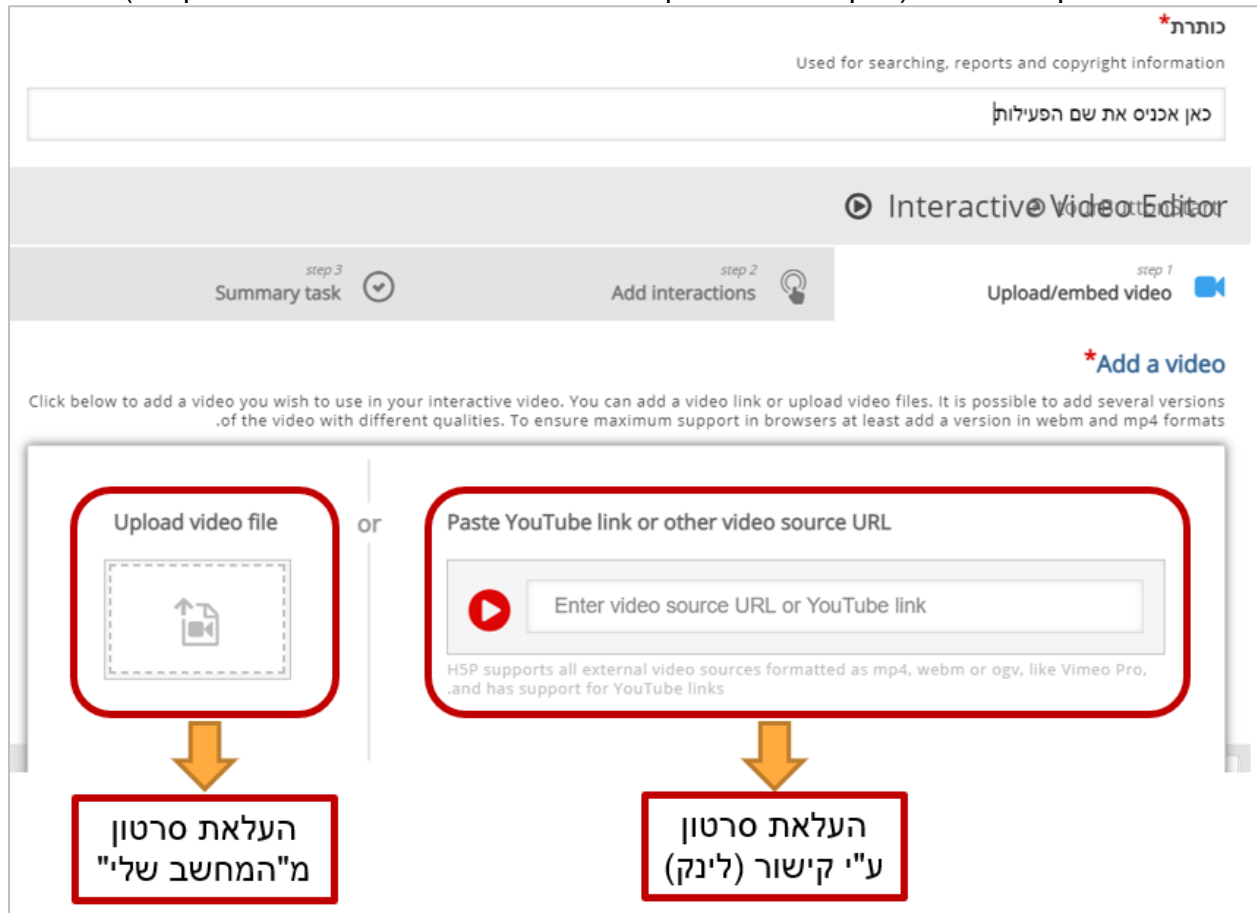 כותרת*
Used for searching, reports and copyright information
כאן אכניס את שם הפעילות
Interactive Video Editor
step 1
Upload/embed video
step 2
Add interactions
step 3
Summary task
*Add a video
Click below to add a video you wish to use in your interactive video. You can add a video link or upload video files. It is possible to add several versions
.of the video with different qualities. To ensure maximum support in browsers at least add a version in webm and mp4 formats
Upload video file
or
Paste YouTube link or other video source URL
Enter video source URL or YouTube link
H5P supports all external video sources formatted as mp4, webm or ogv, like Vimeo Pro,
.and has support for YouTube links
העלאת סרטון
ע"י קישור (לינק)
העלאת סרטון
מ"המחשב שלי"